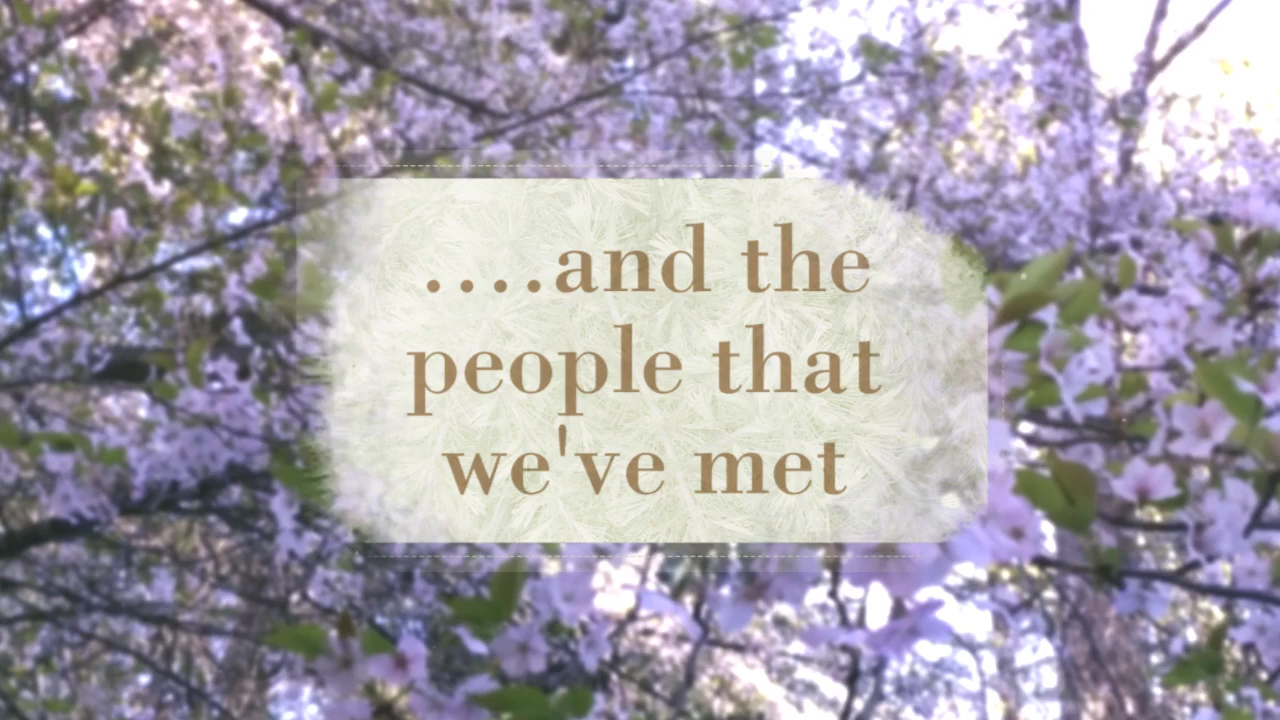 ....and the
people that
we've met